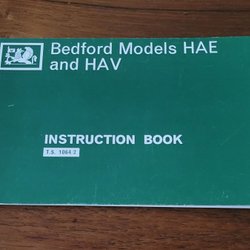 Bedford Models HAE
and HAV
INSTRUCTION BOOK
T.S. 1064/2